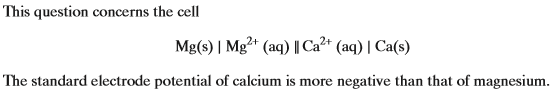 This question concerns the cell
Mg(s) | Mg²⁺ (aq) || Ca²⁺ (aq) | Ca(s)
The standard electrode potential of calcium is more negative than that of magnesium.